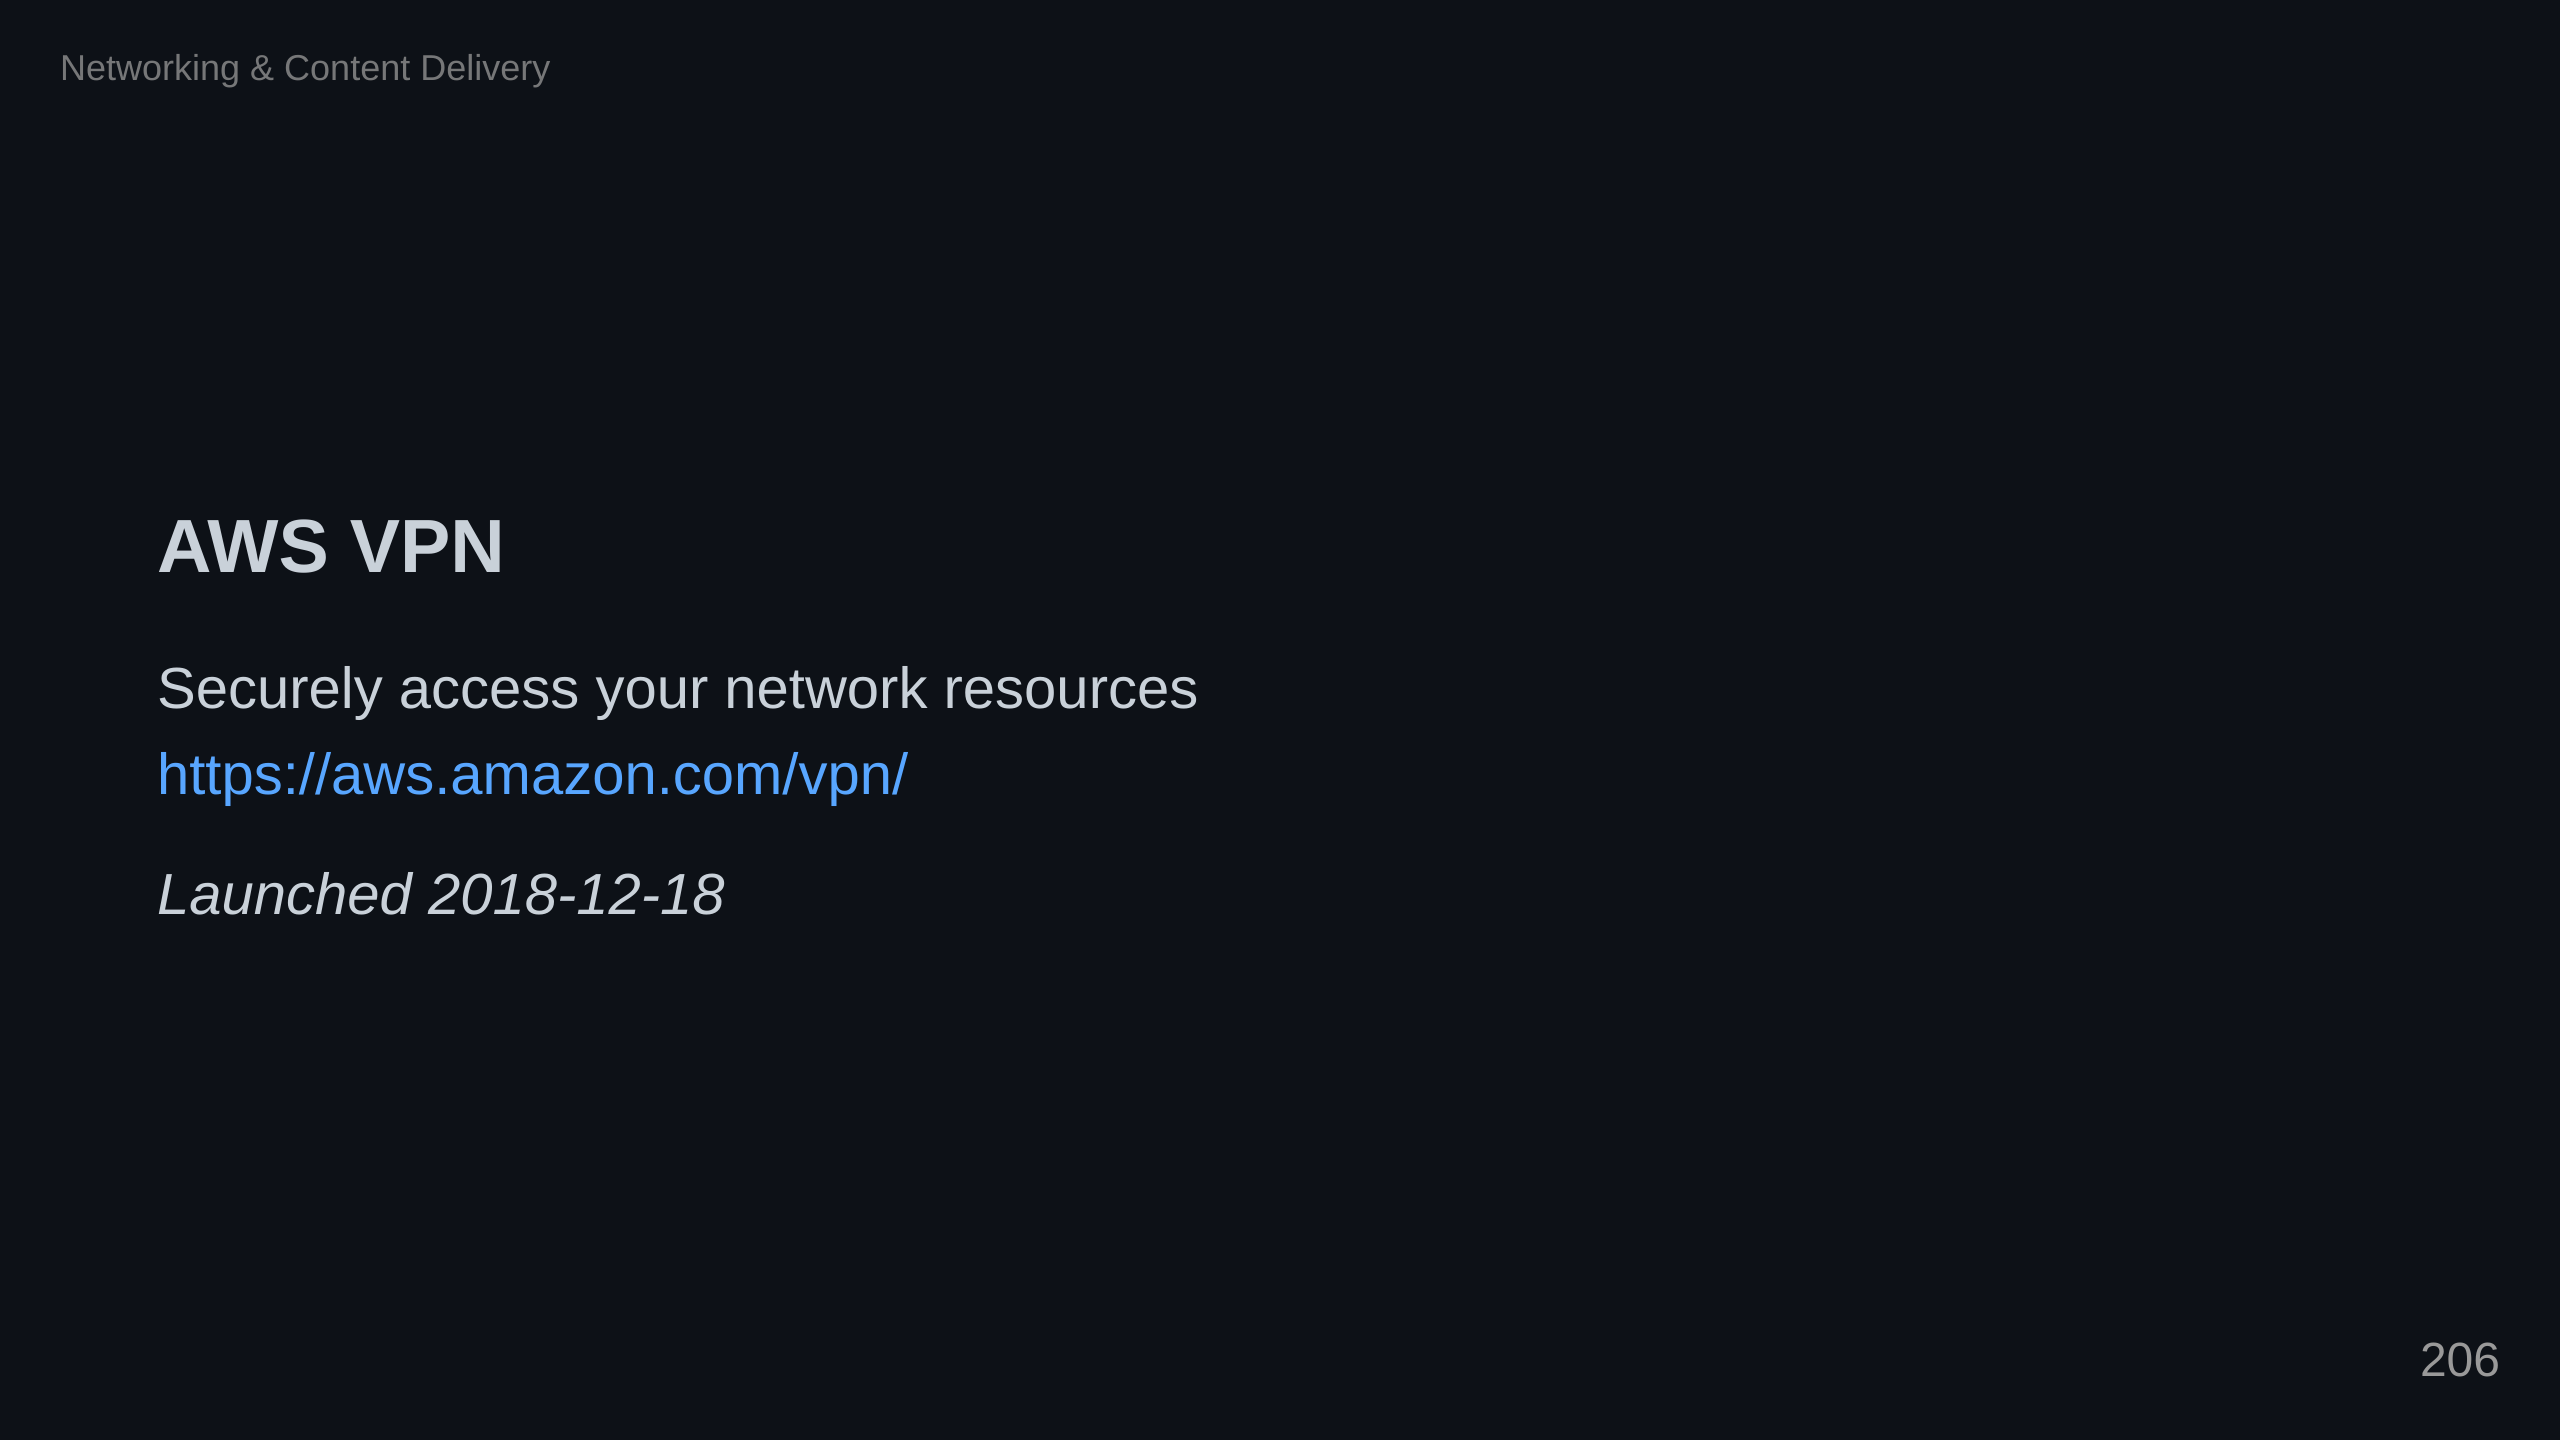 Networking & Content Delivery
AWS VPN
Securely access your network resources
https://aws.amazon.com/vpn/
Launched 2018-12-18
206